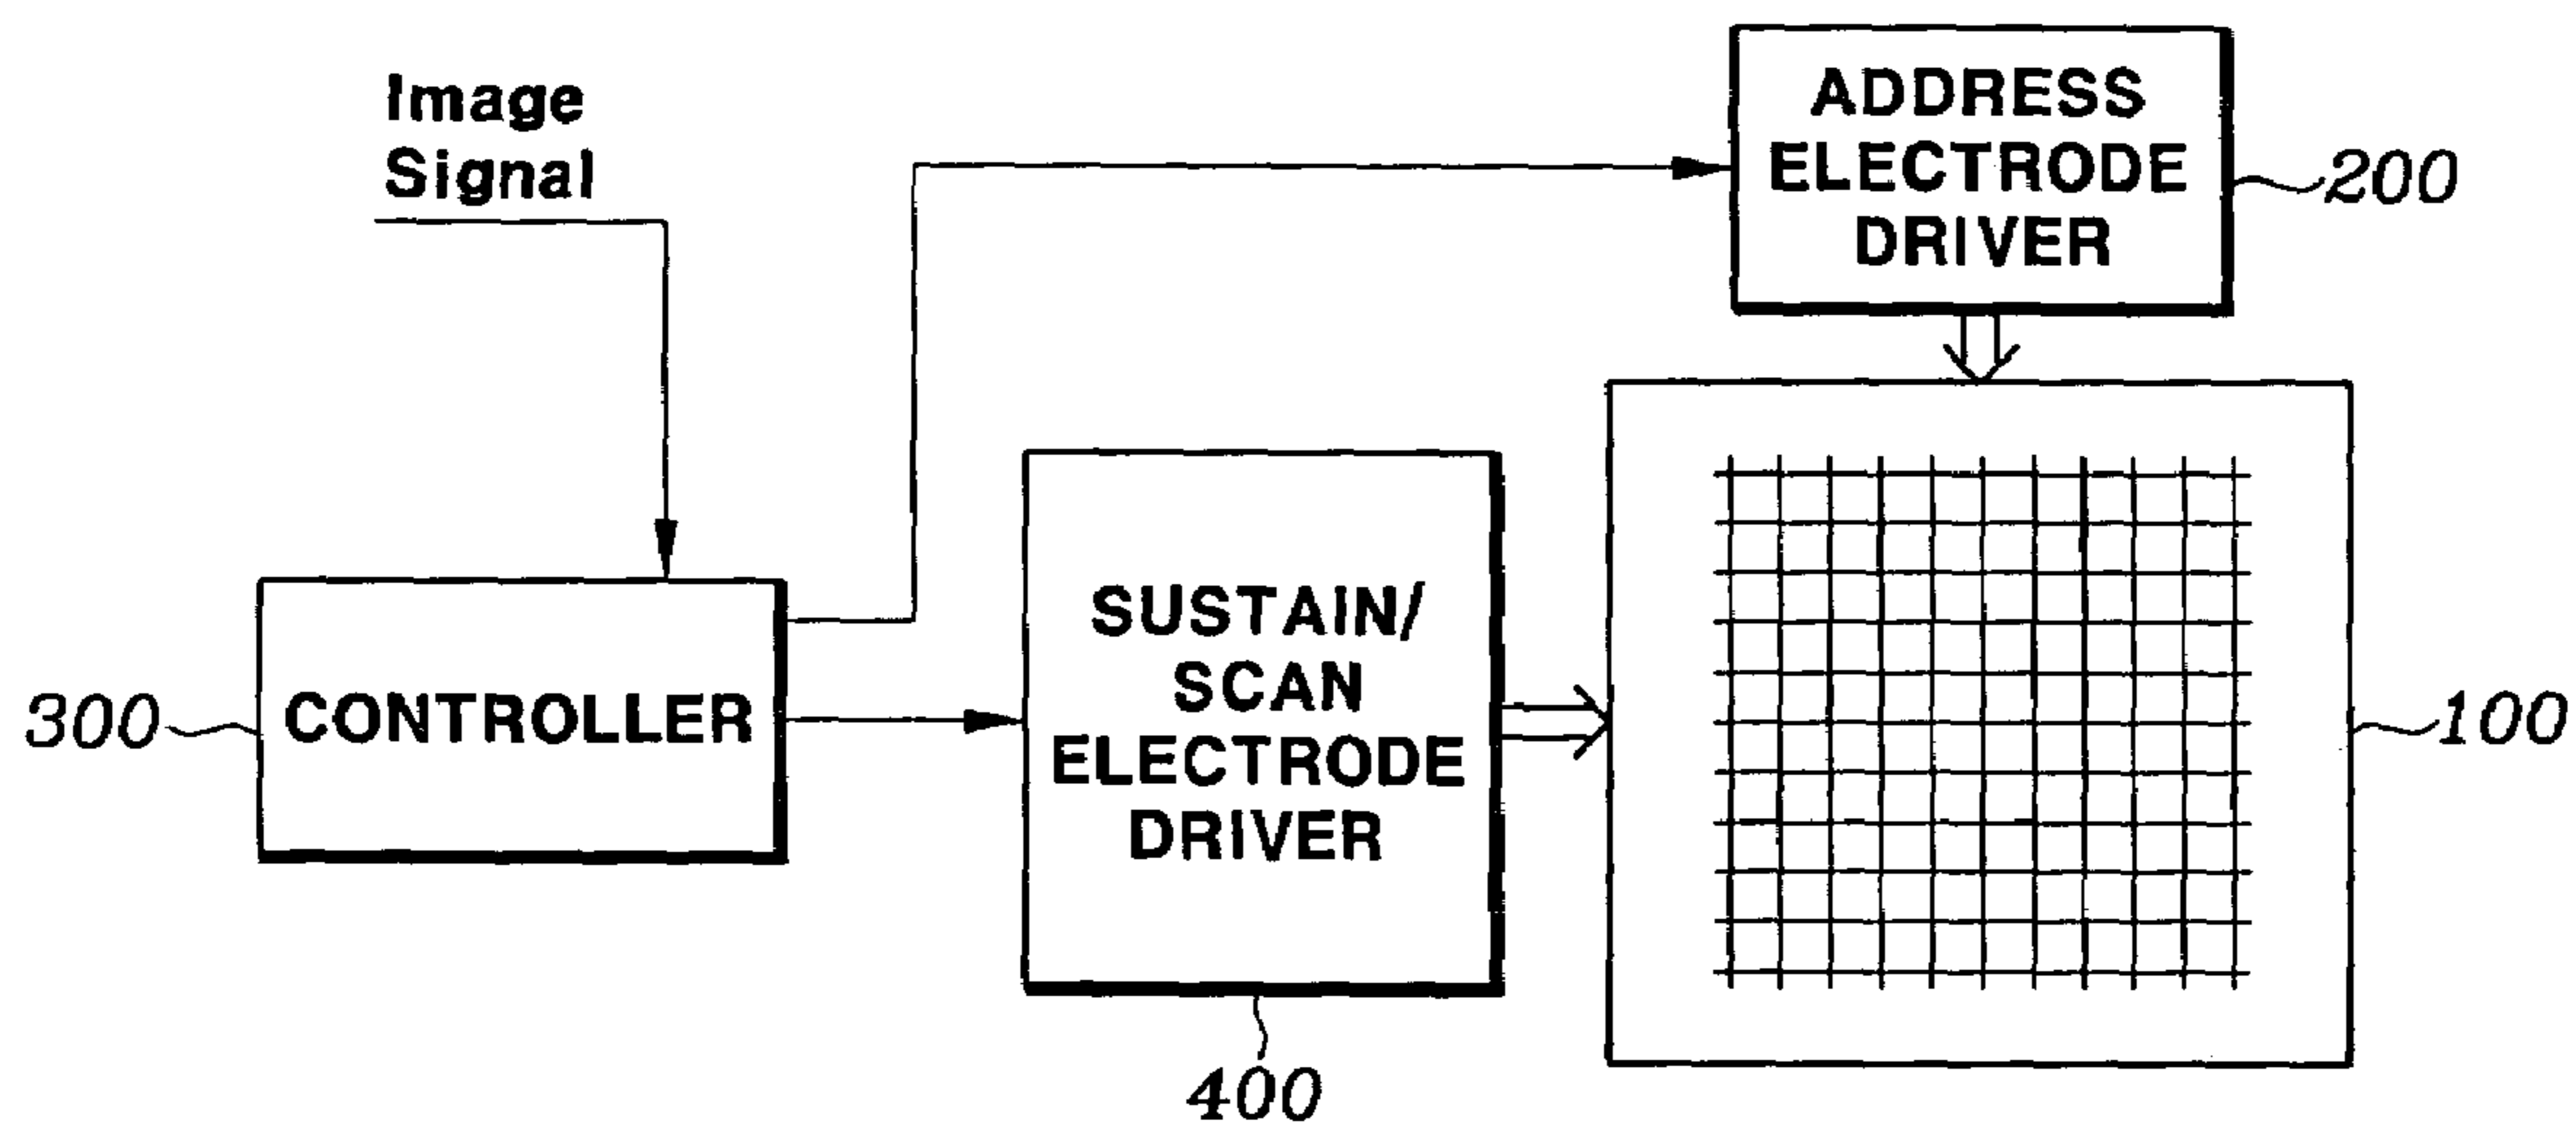 Image
Signal
ADDRESS
ELECTRODE
DRIVER
200
SUSTAIN/
SCAN
ELECTRODE
DRIVER
300
CONTROLLER
100
400